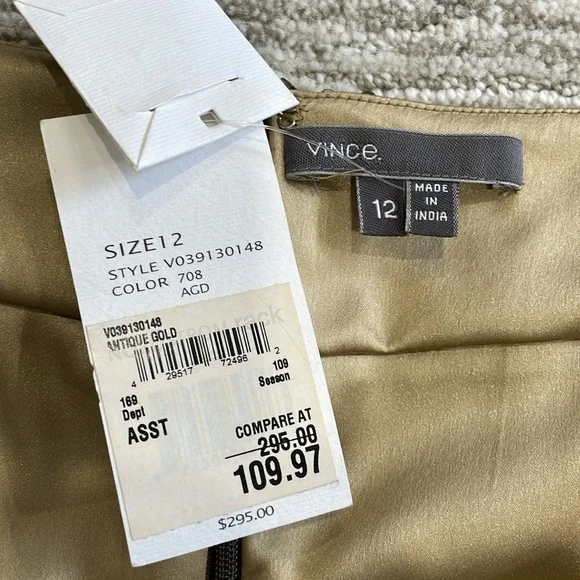 VINCE.
12
MADE
IN
INDIA
SIZE12
STYLE V039130148
COLOR 708
AGD
V039130148
ANTIQUE GOLD
rack
4 29517 72496 2
169
Dept
109
Season
ASST
COMPARE AT
295.00
109.97
$295.00